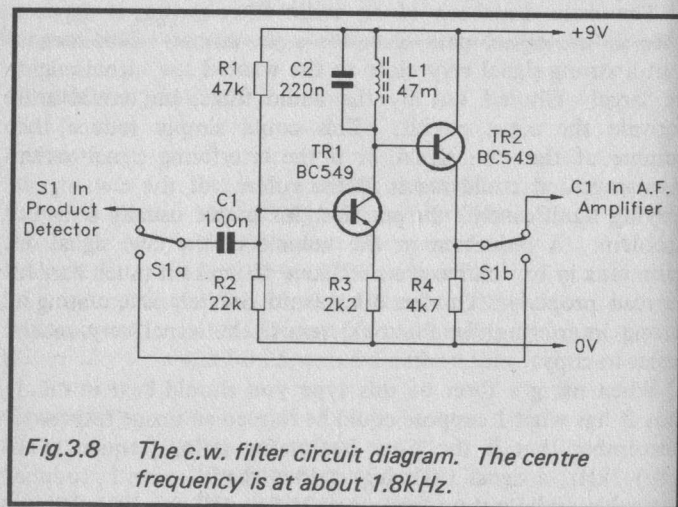 +9V
R1 C2 L1
47K 220n 47m
TR1
BC549
TR2
BC549
S1 In
Product
Detector
C1
100n
C1 In A.F.
Amplifier
S1a
S1b
R2
22k
R3
2k2
R4
4k7
0V
Fig.3.8 The c.w. filter circuit diagram. The centre
frequency is at about 1.8kHz.